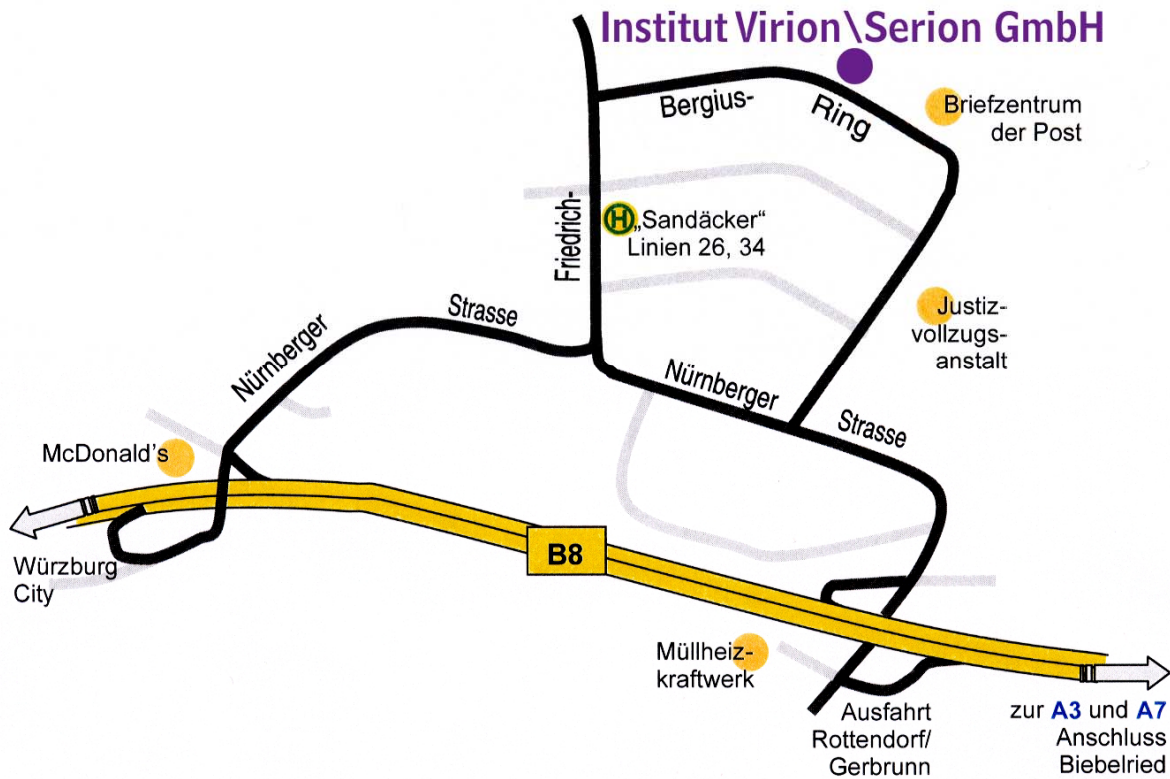 Institut Virion\Serion GmbH
Bergius-
Ring
Briefzentrum
der Post
Friedrich-
H
„Sandäcker“
Linien 26, 34
Justiz-
vollzugs-
anstalt
Nürnberger
Strasse
Nürnberger
Strasse
McDonald's
B8
Würzburg
City
Müllheiz-
kraftwerk
Ausfahrt
Rottendorf/
Gerbrunn
zur A3 und A7
Anschluss
Biebelried